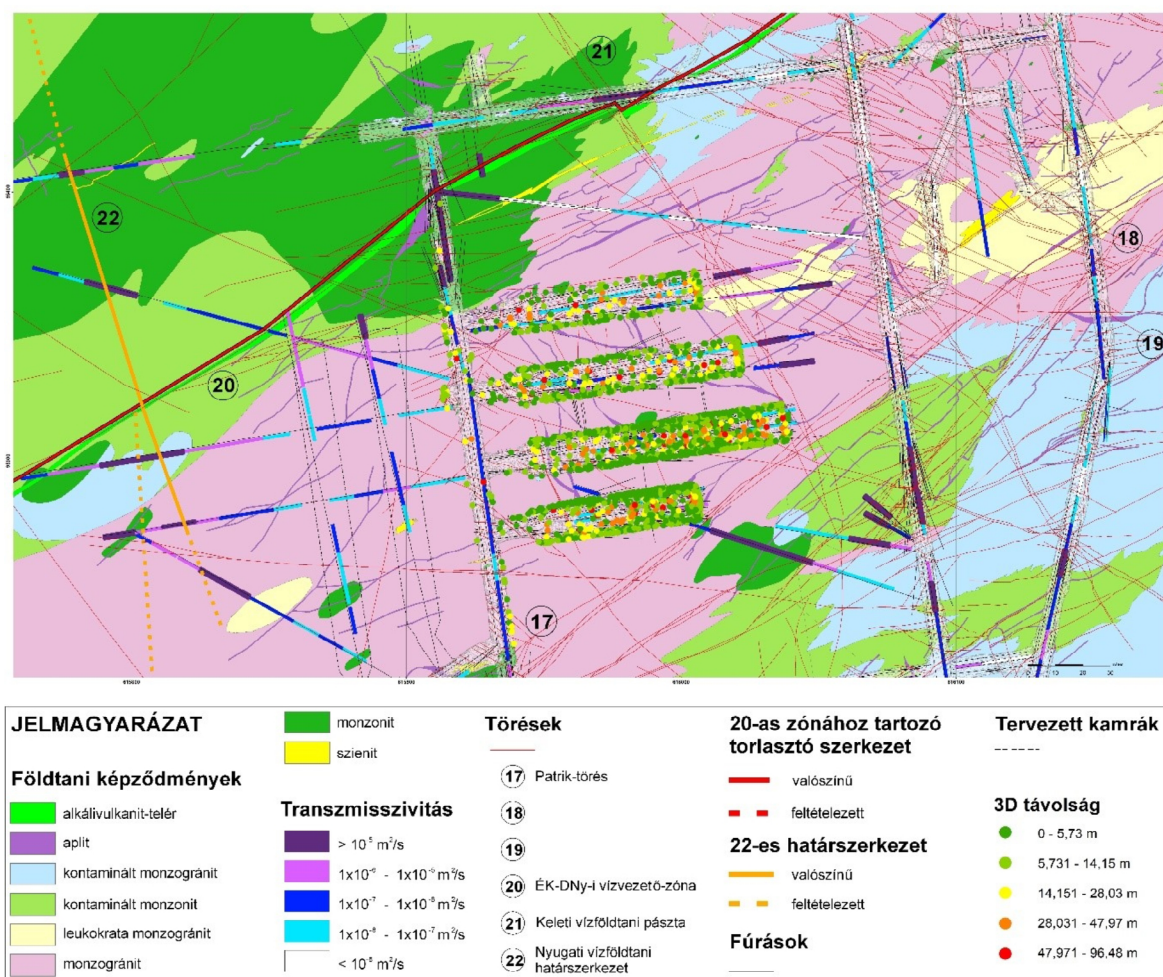 21
22
18
19
20
17
615800
615900
616000
616100
JELMAGYARÁZAT
Földtani képződmények
alkálivulkanit-telér
aplit
kontaminált monzogránit
kontaminált monzonit
leukokrata monzogránit
monzogránit
monzonit
szienit
Transzmisszivitás
> 10⁻⁵ m²/s
1x10⁻⁶ - 1x10⁻⁵ m²/s
1x10⁻⁷ - 1x10⁻⁶ m²/s
1x10⁻⁸ - 1x10⁻⁷ m²/s
< 10⁻⁸ m²/s
Törések
17 Patrik-törés
18
19
20 ÉK-DNy-i vízvezető-zóna
21 Keleti vízföldtani pászta
22 Nyugati vízföldtani
határszerkezet
20-as zónához tartozó
torlasztó szerkezet
valószínű
feltételezett
22-es határszerkezet
valószínű
feltételezett
Fúrások
Tervezett kamrák
3D távolság
0 - 5,73 m
5,731 - 14,15 m
14,151 - 28,03 m
28,031 - 47,97 m
47,971 - 96,48 m